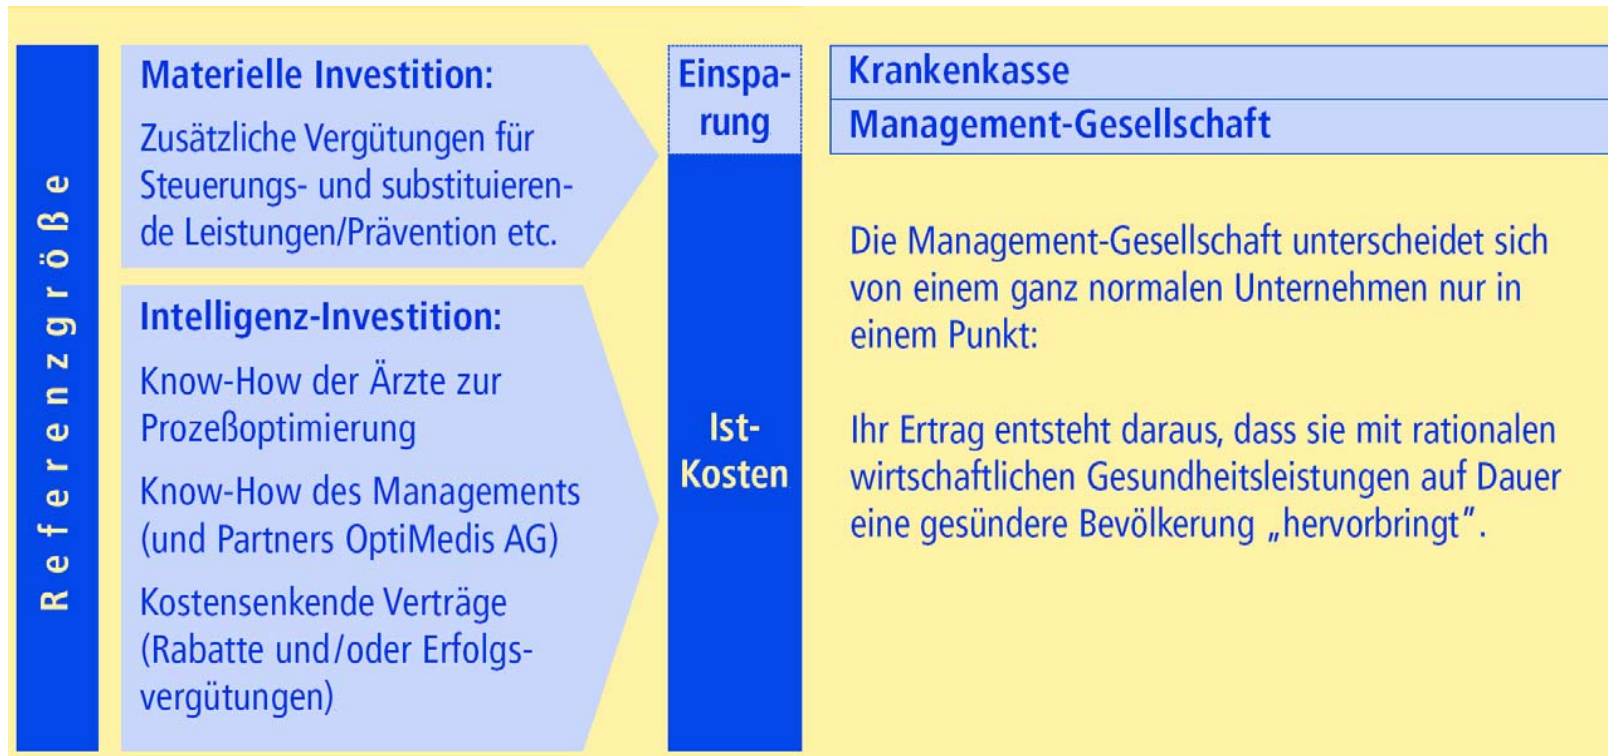 Referenzgröße
Materielle Investition:
Zusätzliche Vergütungen für
Steuerungs- und substituieren-
de Leistungen/Prävention etc.
Intelligenz-Investition:
Know-How der Ärzte zur
Prozeßoptimierung
Know-How des Managements
(und Partners OptiMedis AG)
Kostensenkende Verträge
(Rabatte und/oder Erfolgs-
vergütungen)
Einspa-
rung
Ist-
Kosten
Krankenkasse
Management-Gesellschaft
Die Management-Gesellschaft unterscheidet sich
von einem ganz normalen Unternehmen nur in
einem Punkt:
Ihr Ertrag entsteht daraus, dass sie mit rationalen
wirtschaftlichen Gesundheitsleistungen auf Dauer
eine gesündere Bevölkerung „hervorbringt“.